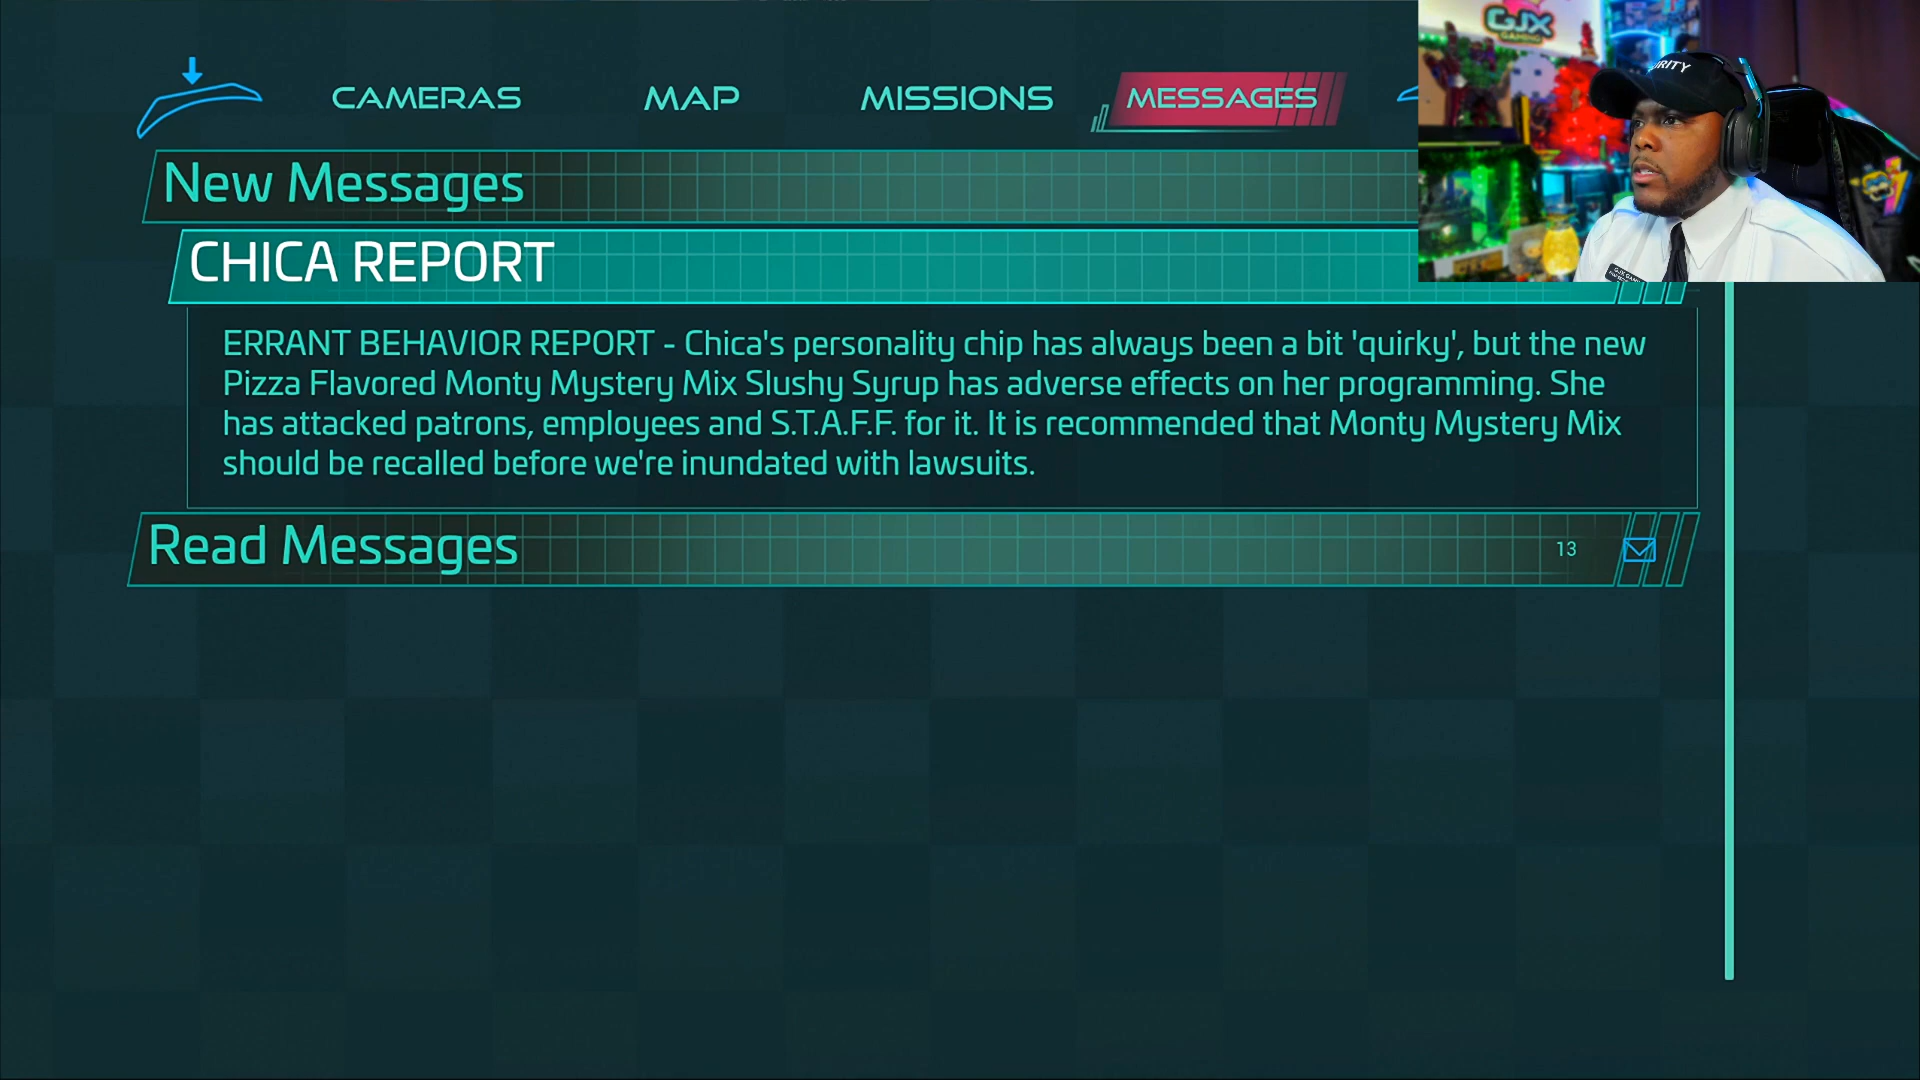 CAMERAS
MAP
MISSIONS
MESSAGES
GJX
GAMING
New Messages
CHICA REPORT
ERRANT BEHAVIOR REPORT - Chica's personality chip has always been a bit 'quirky', but the new
Pizza Flavored Monty Mystery Mix Slushy Syrup has adverse effects on her programming. She
has attacked patrons, employees and S.T.A.F.F. for it. It is recommended that Monty Mystery Mix
should be recalled before we're inundated with lawsuits.
Read Messages
13